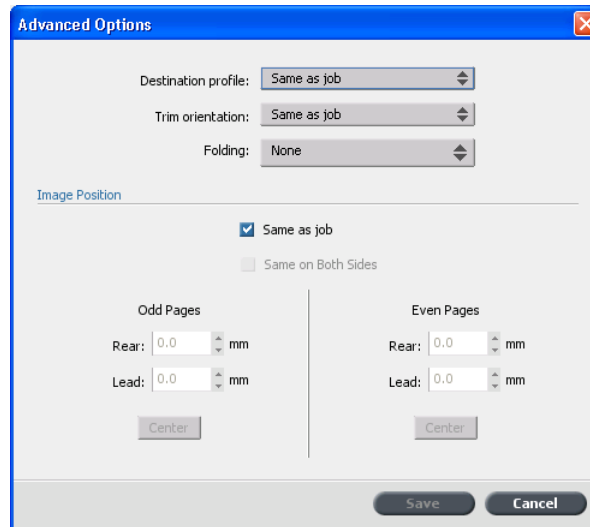 Advanced Options
Destination profile: Same as job
Trim orientation: Same as job
Folding: None
Image Position
Same as job
Same on Both Sides
Odd Pages Even Pages
Rear: 0.0 mm Rear: 0.0 mm
Lead: 0.0 mm Lead: 0.0 mm
Center Center
Save Cancel